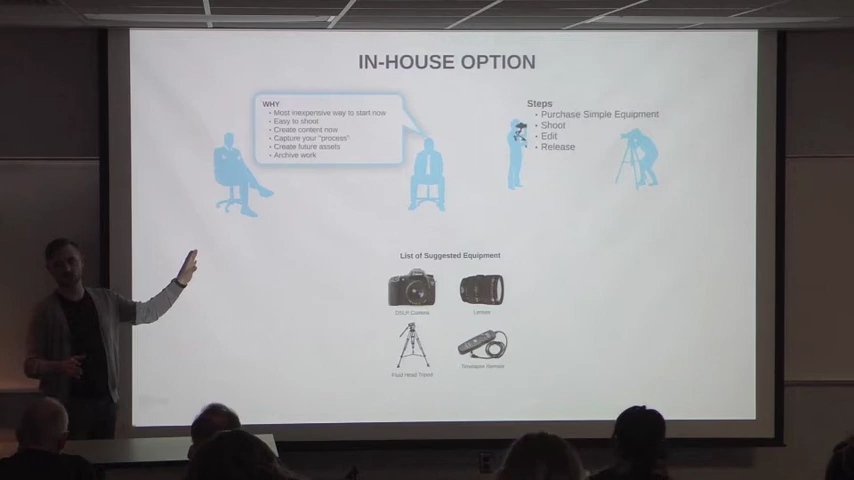 IN-HOUSE OPTION
WHY
• Most inexpensive way to start now
• Easy to shoot
• Create content now
• Capture your "process"
• Create future assets
• Archive work
Steps
• Purchase Simple Equipment
• Shoot
• Edit
• Release
List of Suggested Equipment
DSLR Camera
Lenses
Fluid Head Tripod
Timelapse Remote